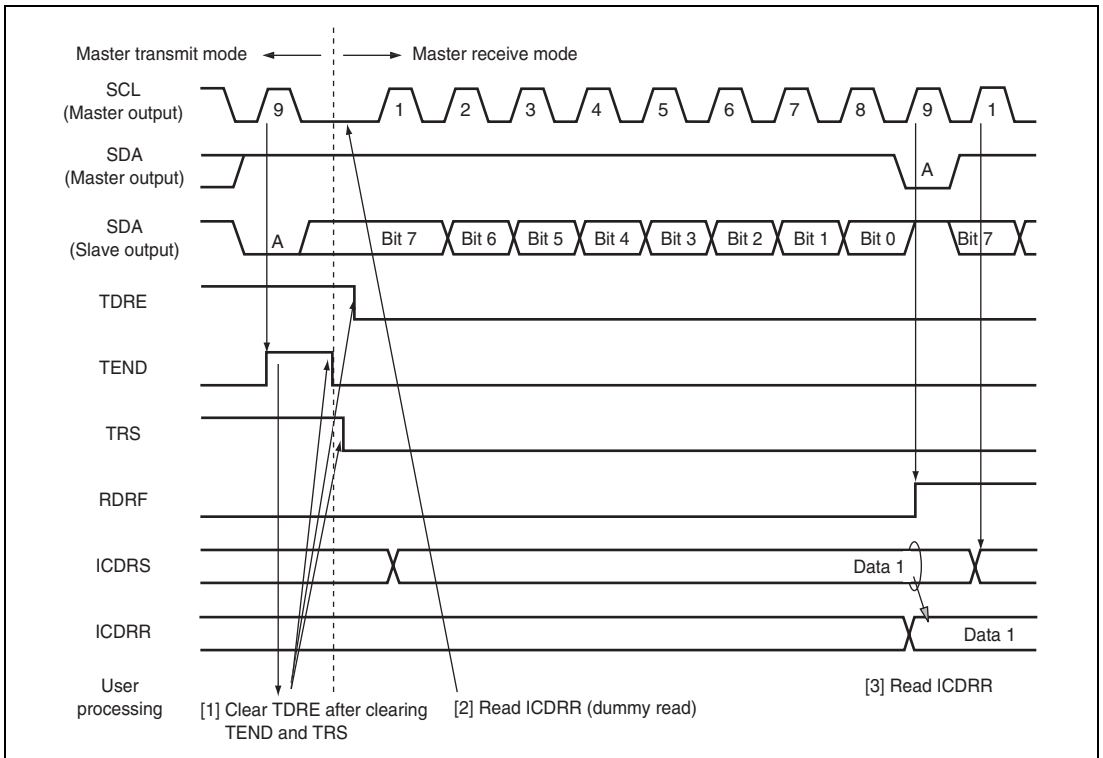 Master transmit mode
Master receive mode
SCL
(Master output)
9 1 2 3 4 5 6 7 8 9 1
SDA
(Master output)
A
SDA
(Slave output)
A Bit 7 Bit 6 Bit 5 Bit 4 Bit 3 Bit 2 Bit 1 Bit 0 Bit 7
TDRE
TEND
TRS
RDRF
ICDRS
Data 1
ICDRR
Data 1
User
processing
[1] Clear TDRE after clearing
TEND and TRS
[2] Read ICDRR (dummy read)
[3] Read ICDRR